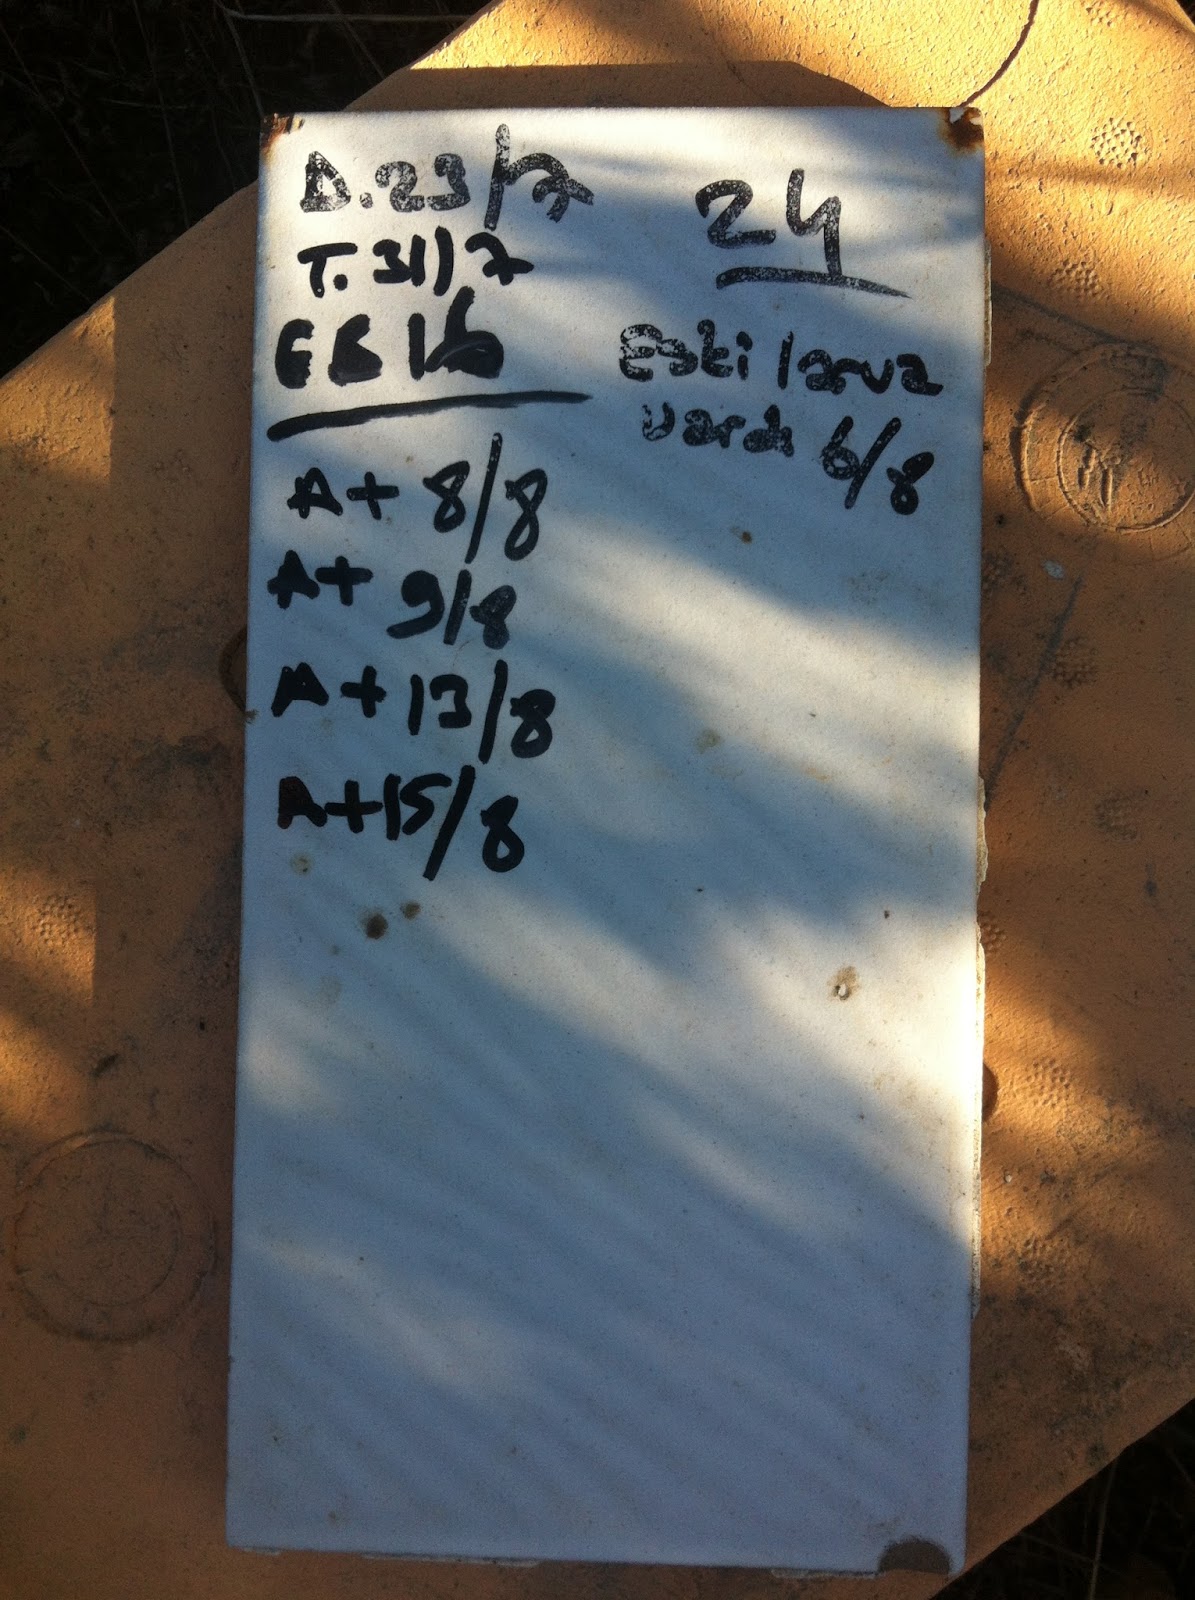 D.23/7
T.31/7
EB 16
A+ 8/8
A+ 9/8
A+ 13/8
A+ 15/8
24
Eski larva
vardı 6/8